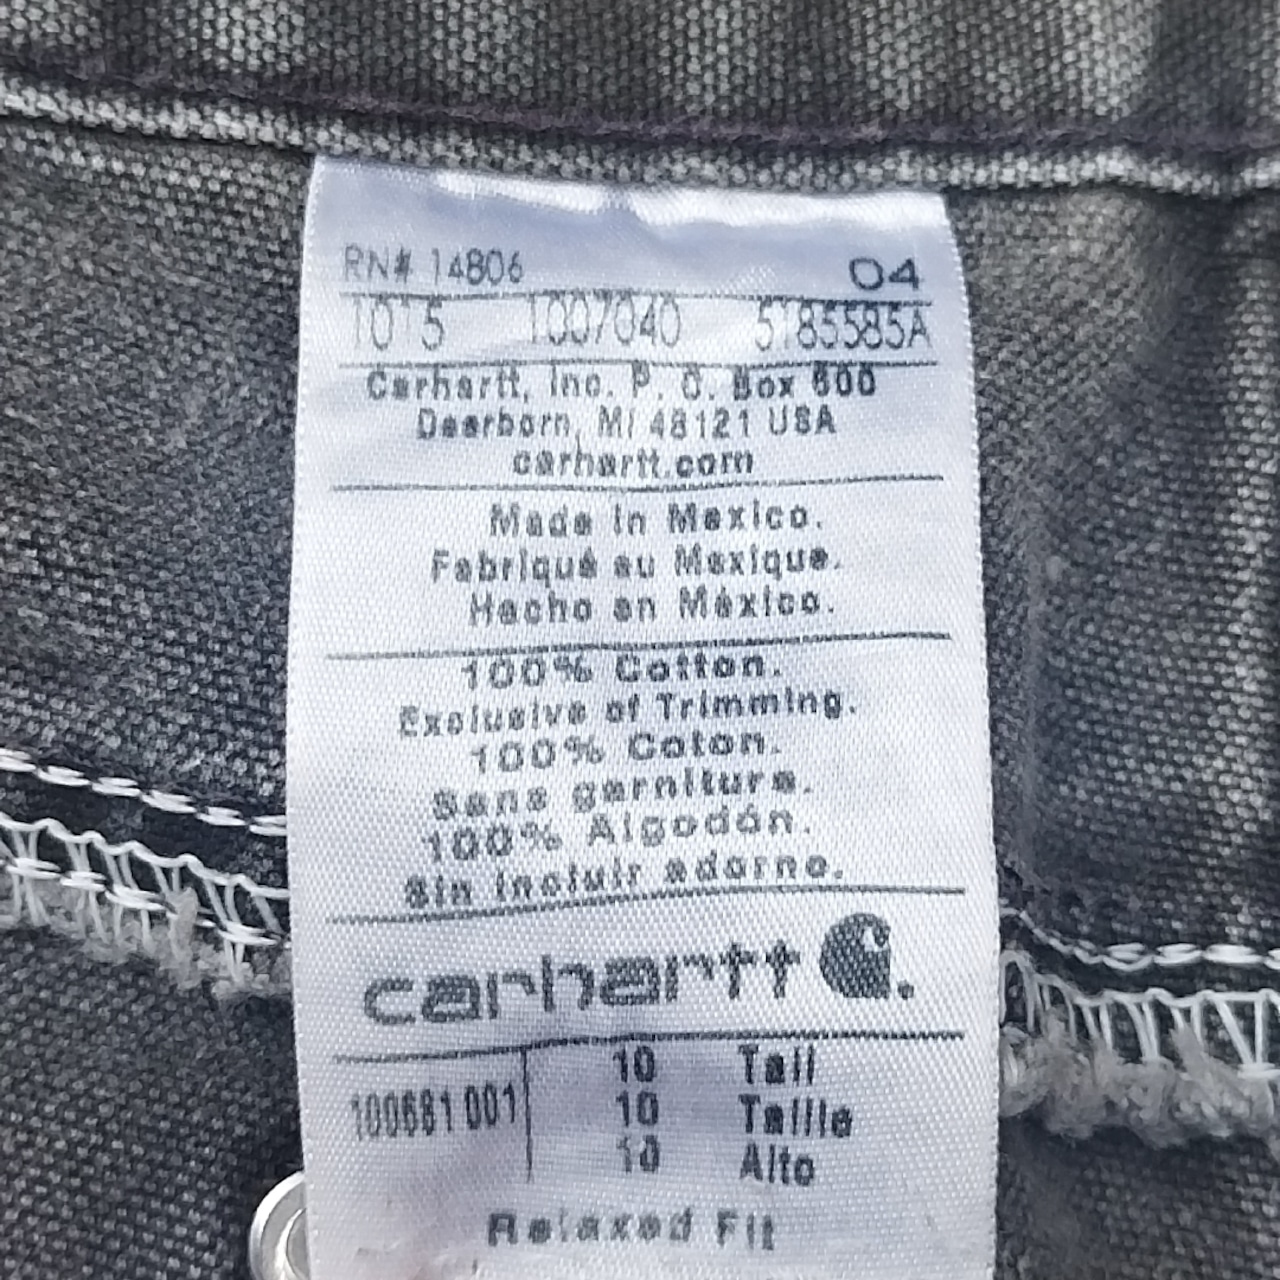 RN# 14806 04
1015 1007040 5185585A
Carhartt, Inc. P. O. Box 600
Dearborn, MI 48121 USA
carhartt.com
Made in Mexico.
Fabriqué au Mexique.
Hecho en México.
100% Cotton.
Exclusive of Trimming.
100% Coton.
Sans garniture.
100% Algodón.
Sin incluir adorno.
carhartt
100681 001
10 Tall
10 Taille
10 Alto
Relaxed Fit